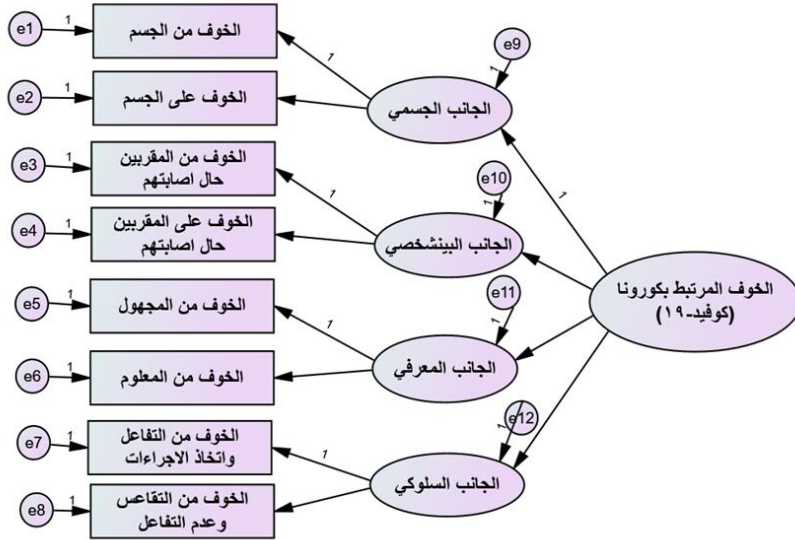 e1
1
الخوف من الجسم
e2
1
الخوف على الجسم
e3
1
الخوف من المقربين
حال اصابتهم
e4
1
الخوف على المقربين
حال اصابتهم
e5
1
الخوف من المجهول
e6
1
الخوف من المعلوم
e7
1
الخوف من التفاعل
واتخاذ الاجراءات
e8
1
الخوف من التقاعس
وعدم التفاعل
1
1
1
1
e9
1
الجانب الجسمي
e10
1
الجانب البينشخصي
e11
1
الجانب المعرفي
e12
1
الجانب السلوكي
1
الخوف المرتبط بكورونا
(كوفيد-١٩)